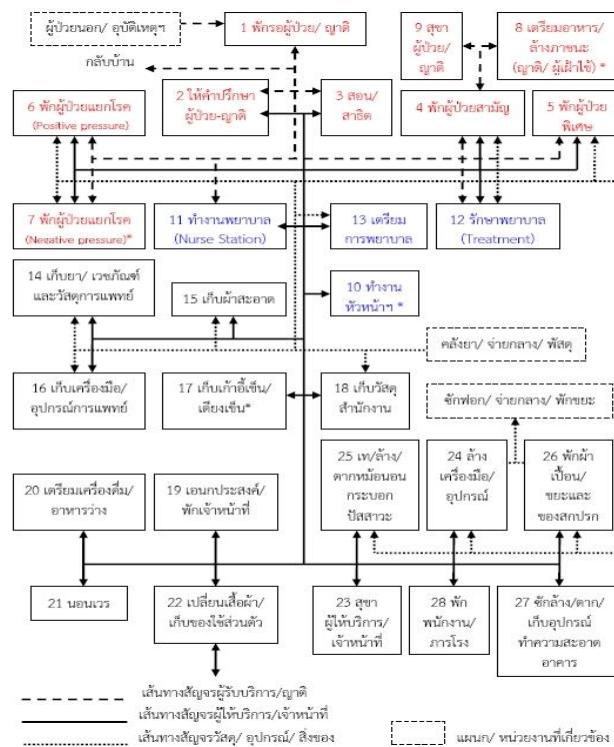 ผู้ป่วยนอก/ อุบัติเหตุฯ
1 พักรอผู้ป่วย/ ญาติ
9 สุขา
ผู้ป่วย/
ญาติ
8 เตรียมอาหาร/
ล้างภาชนะ
(ญาติ/ ผู้เฝ้าไข้) *
กลับบ้าน
6 พักผู้ป่วยแยกโรค
(Positive pressure)
2 ให้คำปรึกษา
ผู้ป่วย-ญาติ
3 สอน/
สาธิต
4 พักผู้ป่วยสามัญ
5 พักผู้ป่วย
พิเศษ
7 พักผู้ป่วยแยกโรค
(Negative pressure)*
11 ทำงานพยาบาล
(Nurse Station)
13 เตรียม
การพยาบาล
12 รักษาพยาบาล
(Treatment)
14 เก็บยา/ เวชภัณฑ์
และวัสดุการแพทย์
15 เก็บผ้าสะอาด
10 ทำงาน
หัวหน้าฯ *
คลังยา/ จ่ายกลาง/ พัสดุ
16 เก็บเครื่องมือ/
อุปกรณ์การแพทย์
17 เก็บเก้าอี้เข็น/
เตียงเข็น*
18 เก็บวัสดุ
สำนักงาน
ซักฟอก/ จ่ายกลาง/ พักขยะ
20 เตรียมเครื่องดื่ม/
อาหารว่าง
19 เอนกประสงค์/
พักเจ้าหน้าที่
25 เท/ล้าง/
ตากหม้อนอน
กระบอก
ปัสสาวะ
24 ล้าง
เครื่องมือ/
อุปกรณ์
26 พักผ้า
เปื้อน/
ขยะและ
ของสกปรก
21 นอนเวร
22 เปลี่ยนเสื้อผ้า/
เก็บของใช้ส่วนตัว
23 สุขา
ผู้ให้บริการ/
เจ้าหน้าที่
28 พัก
พนักงาน/
ภารโรง
27 ซักล้าง/ตาก/
เก็บอุปกรณ์
ทำความสะอาด
อาคาร
เส้นทางสัญจรผู้รับบริการ/ญาติ
เส้นทางสัญจรผู้ให้บริการ/เจ้าหน้าที่
เส้นทางสัญจรวัสดุ/ อุปกรณ์/ สิ่งของ
แผนก/ หน่วยงานที่เกี่ยวข้อง